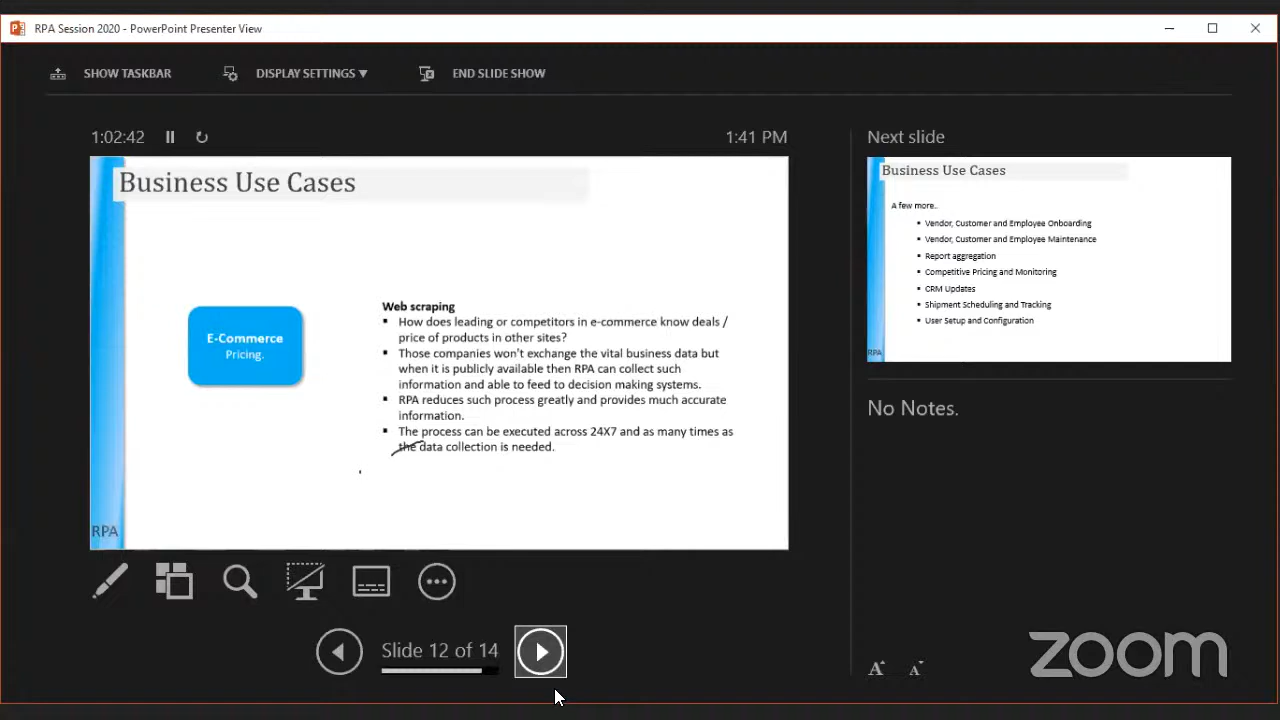 RPA Session 2020 - PowerPoint Presenter View
SHOW TASKBAR
DISPLAY SETTINGS ▼
END SLIDE SHOW
1:02:42
1:41 PM
Business Use Cases
E-Commerce
Pricing.
Web scraping
▪ How does leading or competitors in e-commerce know deals /
price of products in other sites?
▪ Those companies won't exchange the vital business data but
when it is publicly available then RPA can collect such
information and able to feed to decision making systems.
▪ RPA reduces such process greatly and provides much accurate
information.
▪ The process can be executed across 24X7 and as many times as
the data collection is needed.
RPA
Slide 12 of 14
Next slide
Business Use Cases
A few more..
▪ Vendor, Customer and Employee Onboarding
▪ Vendor, Customer and Employee Maintenance
▪ Report aggregation
▪ Competitive Pricing and Monitoring
▪ CRM Updates
▪ Shipment Scheduling and Tracking
▪ User Setup and Configuration
RPA
No Notes.
A A
zoom